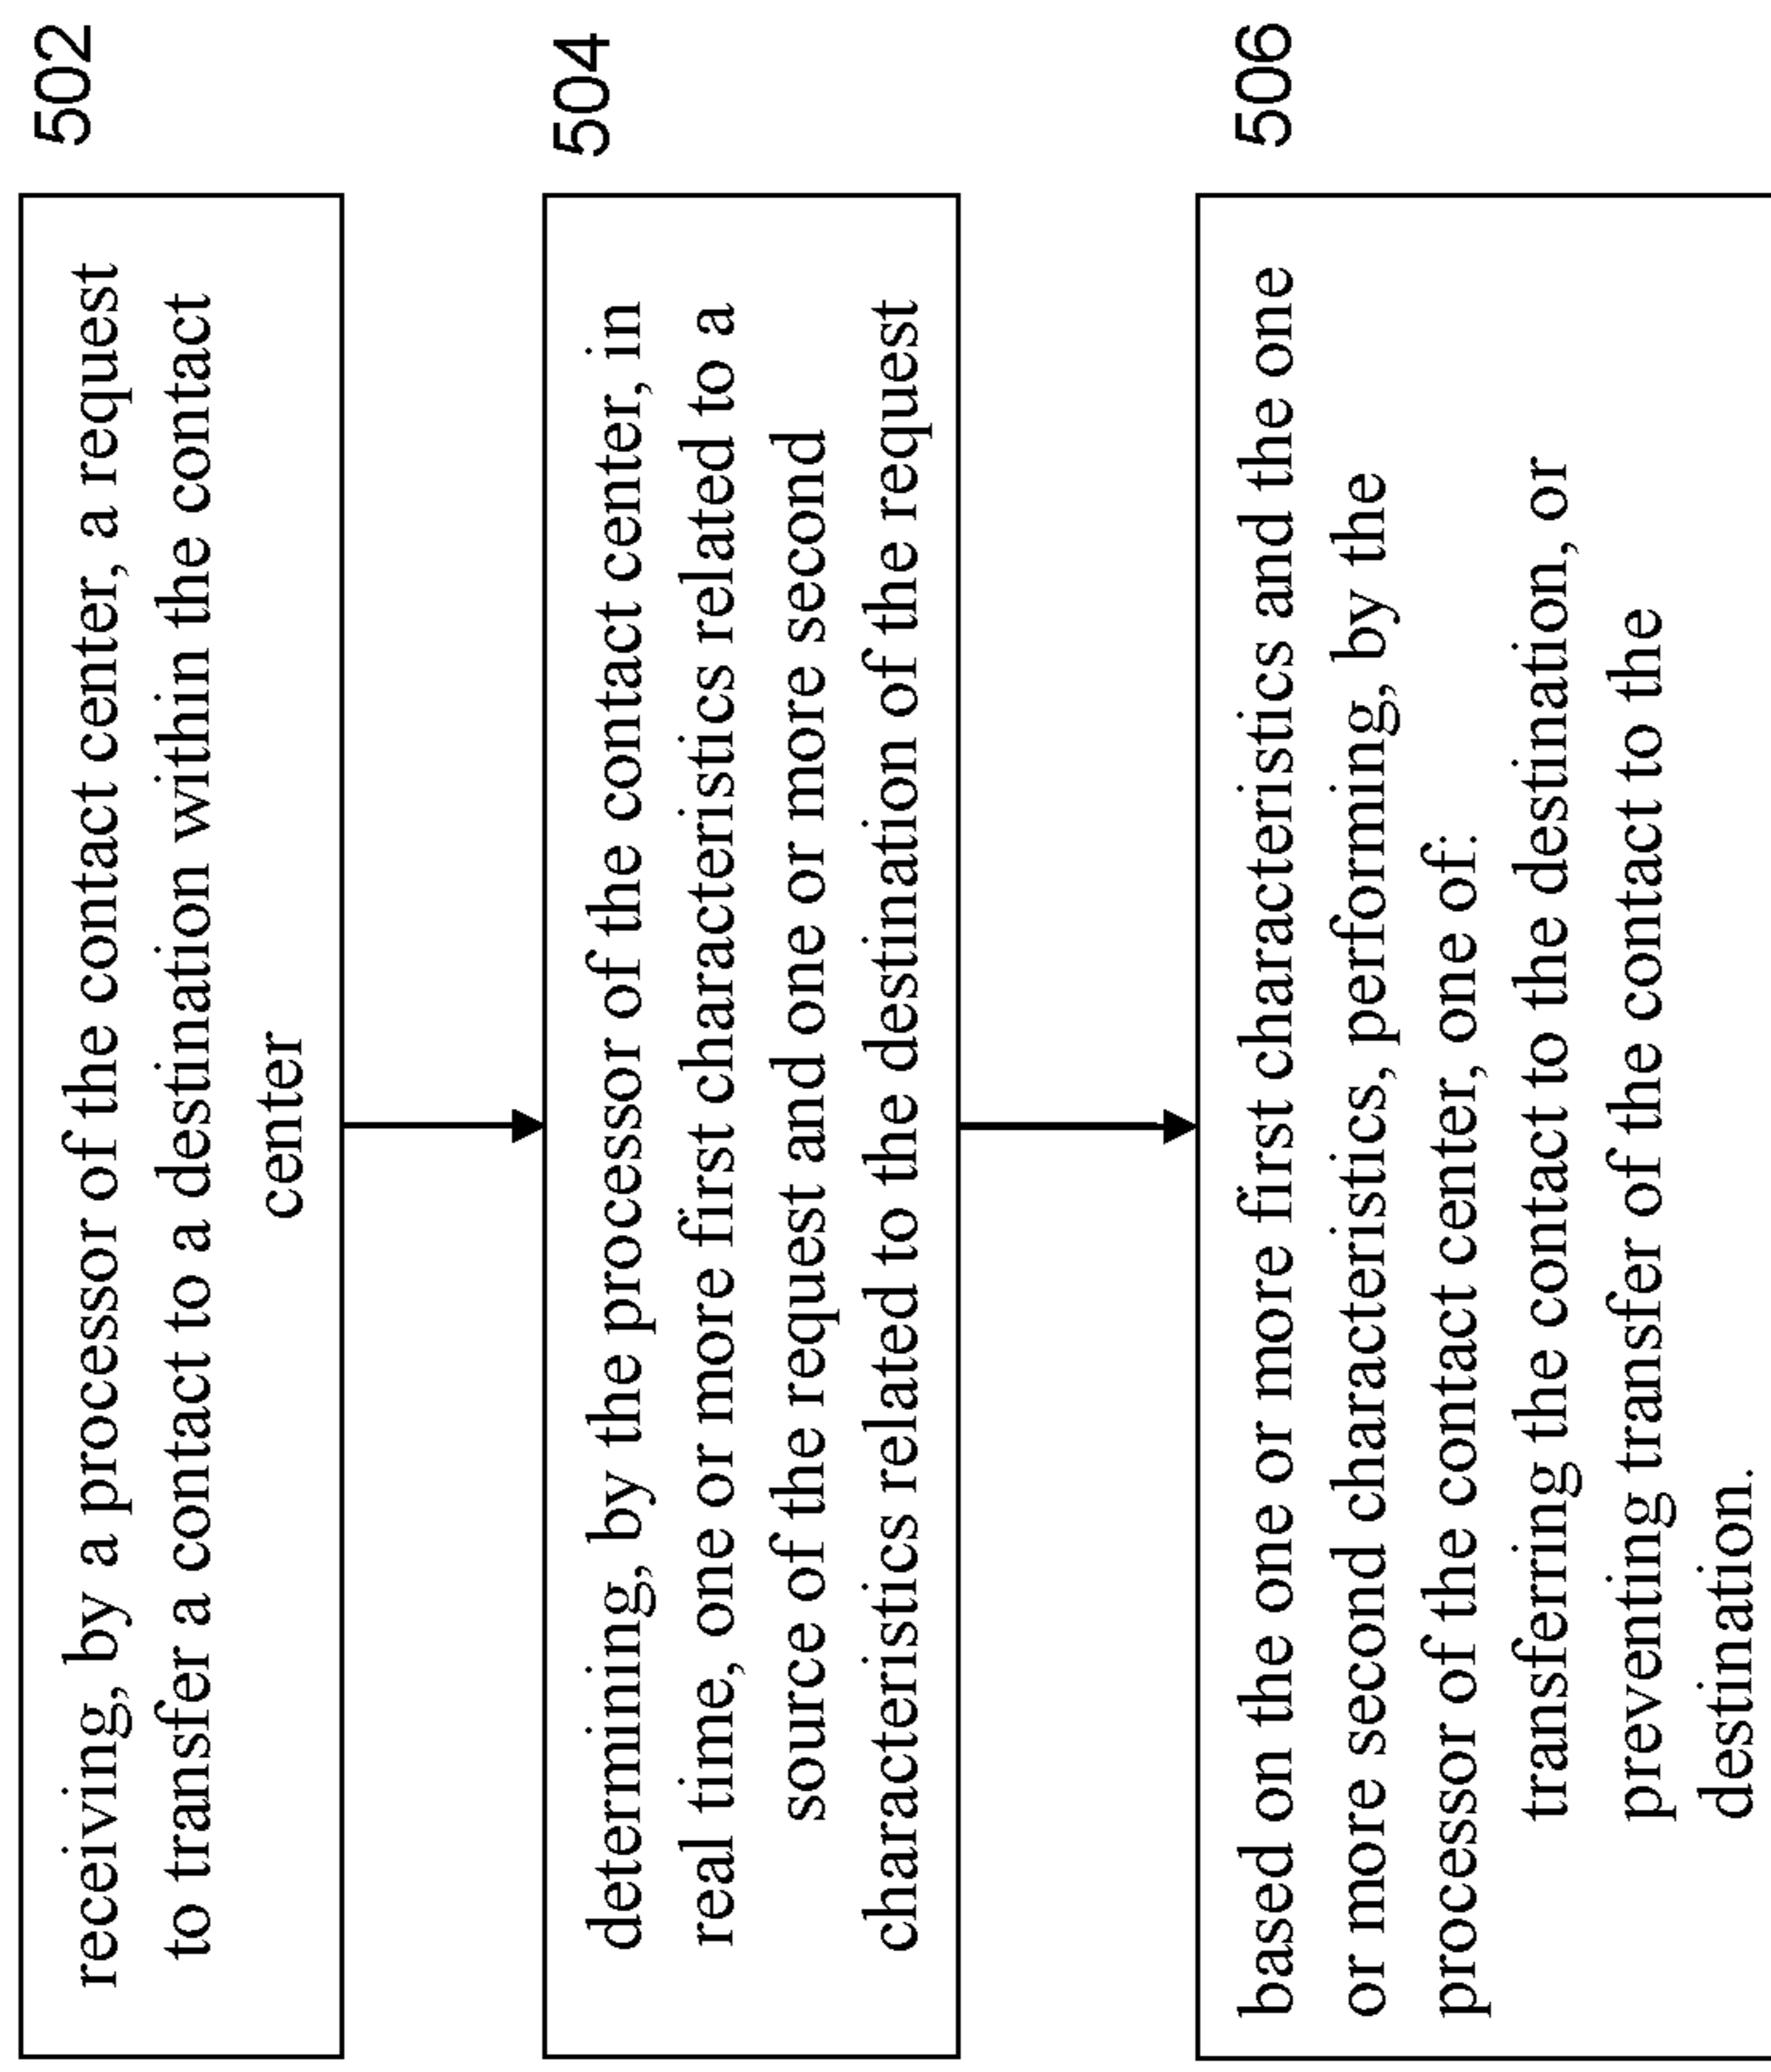 502
receiving, by a processor of the contact center, a request
to transfer a contact to a destination within the contact
center
504
determining, by the processor of the contact center, in
real time, one or more first characteristics related to a
source of the request and one or more second
characteristics related to the destination of the request
506
based on the one or more first characteristics and the one
or more second characteristics, performing, by the
processor of the contact center, one of:
transferring the contact to the destination, or
preventing transfer of the contact to the
destination.